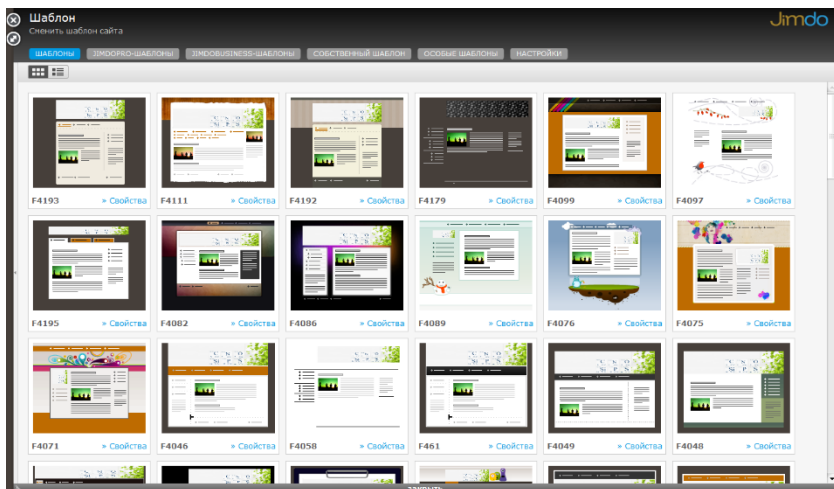 Шаблон
Jimdo
Сменить шаблон сайта
ШАБЛОНЫ JIMDOPRO-ШАБЛОНЫ JIMDOBUSINESS-ШАБЛОНЫ СОБСТВЕННЫЙ ШАБЛОН ОСОБЫЕ ШАБЛОНЫ НАСТРОЙКИ
F4193 » Свойства F4111 » Свойства F4192 » Свойства F4179 » Свойства F4099 » Свойства F4097 » Свойства
F4195 » Свойства F4082 » Свойства F4086 » Свойства F4089 » Свойства F4076 » Свойства F4075 » Свойства
F4071 » Свойства F4046 » Свойства F4058 » Свойства F461 » Свойства F4049 » Свойства F4048 » Свойства
закрыть